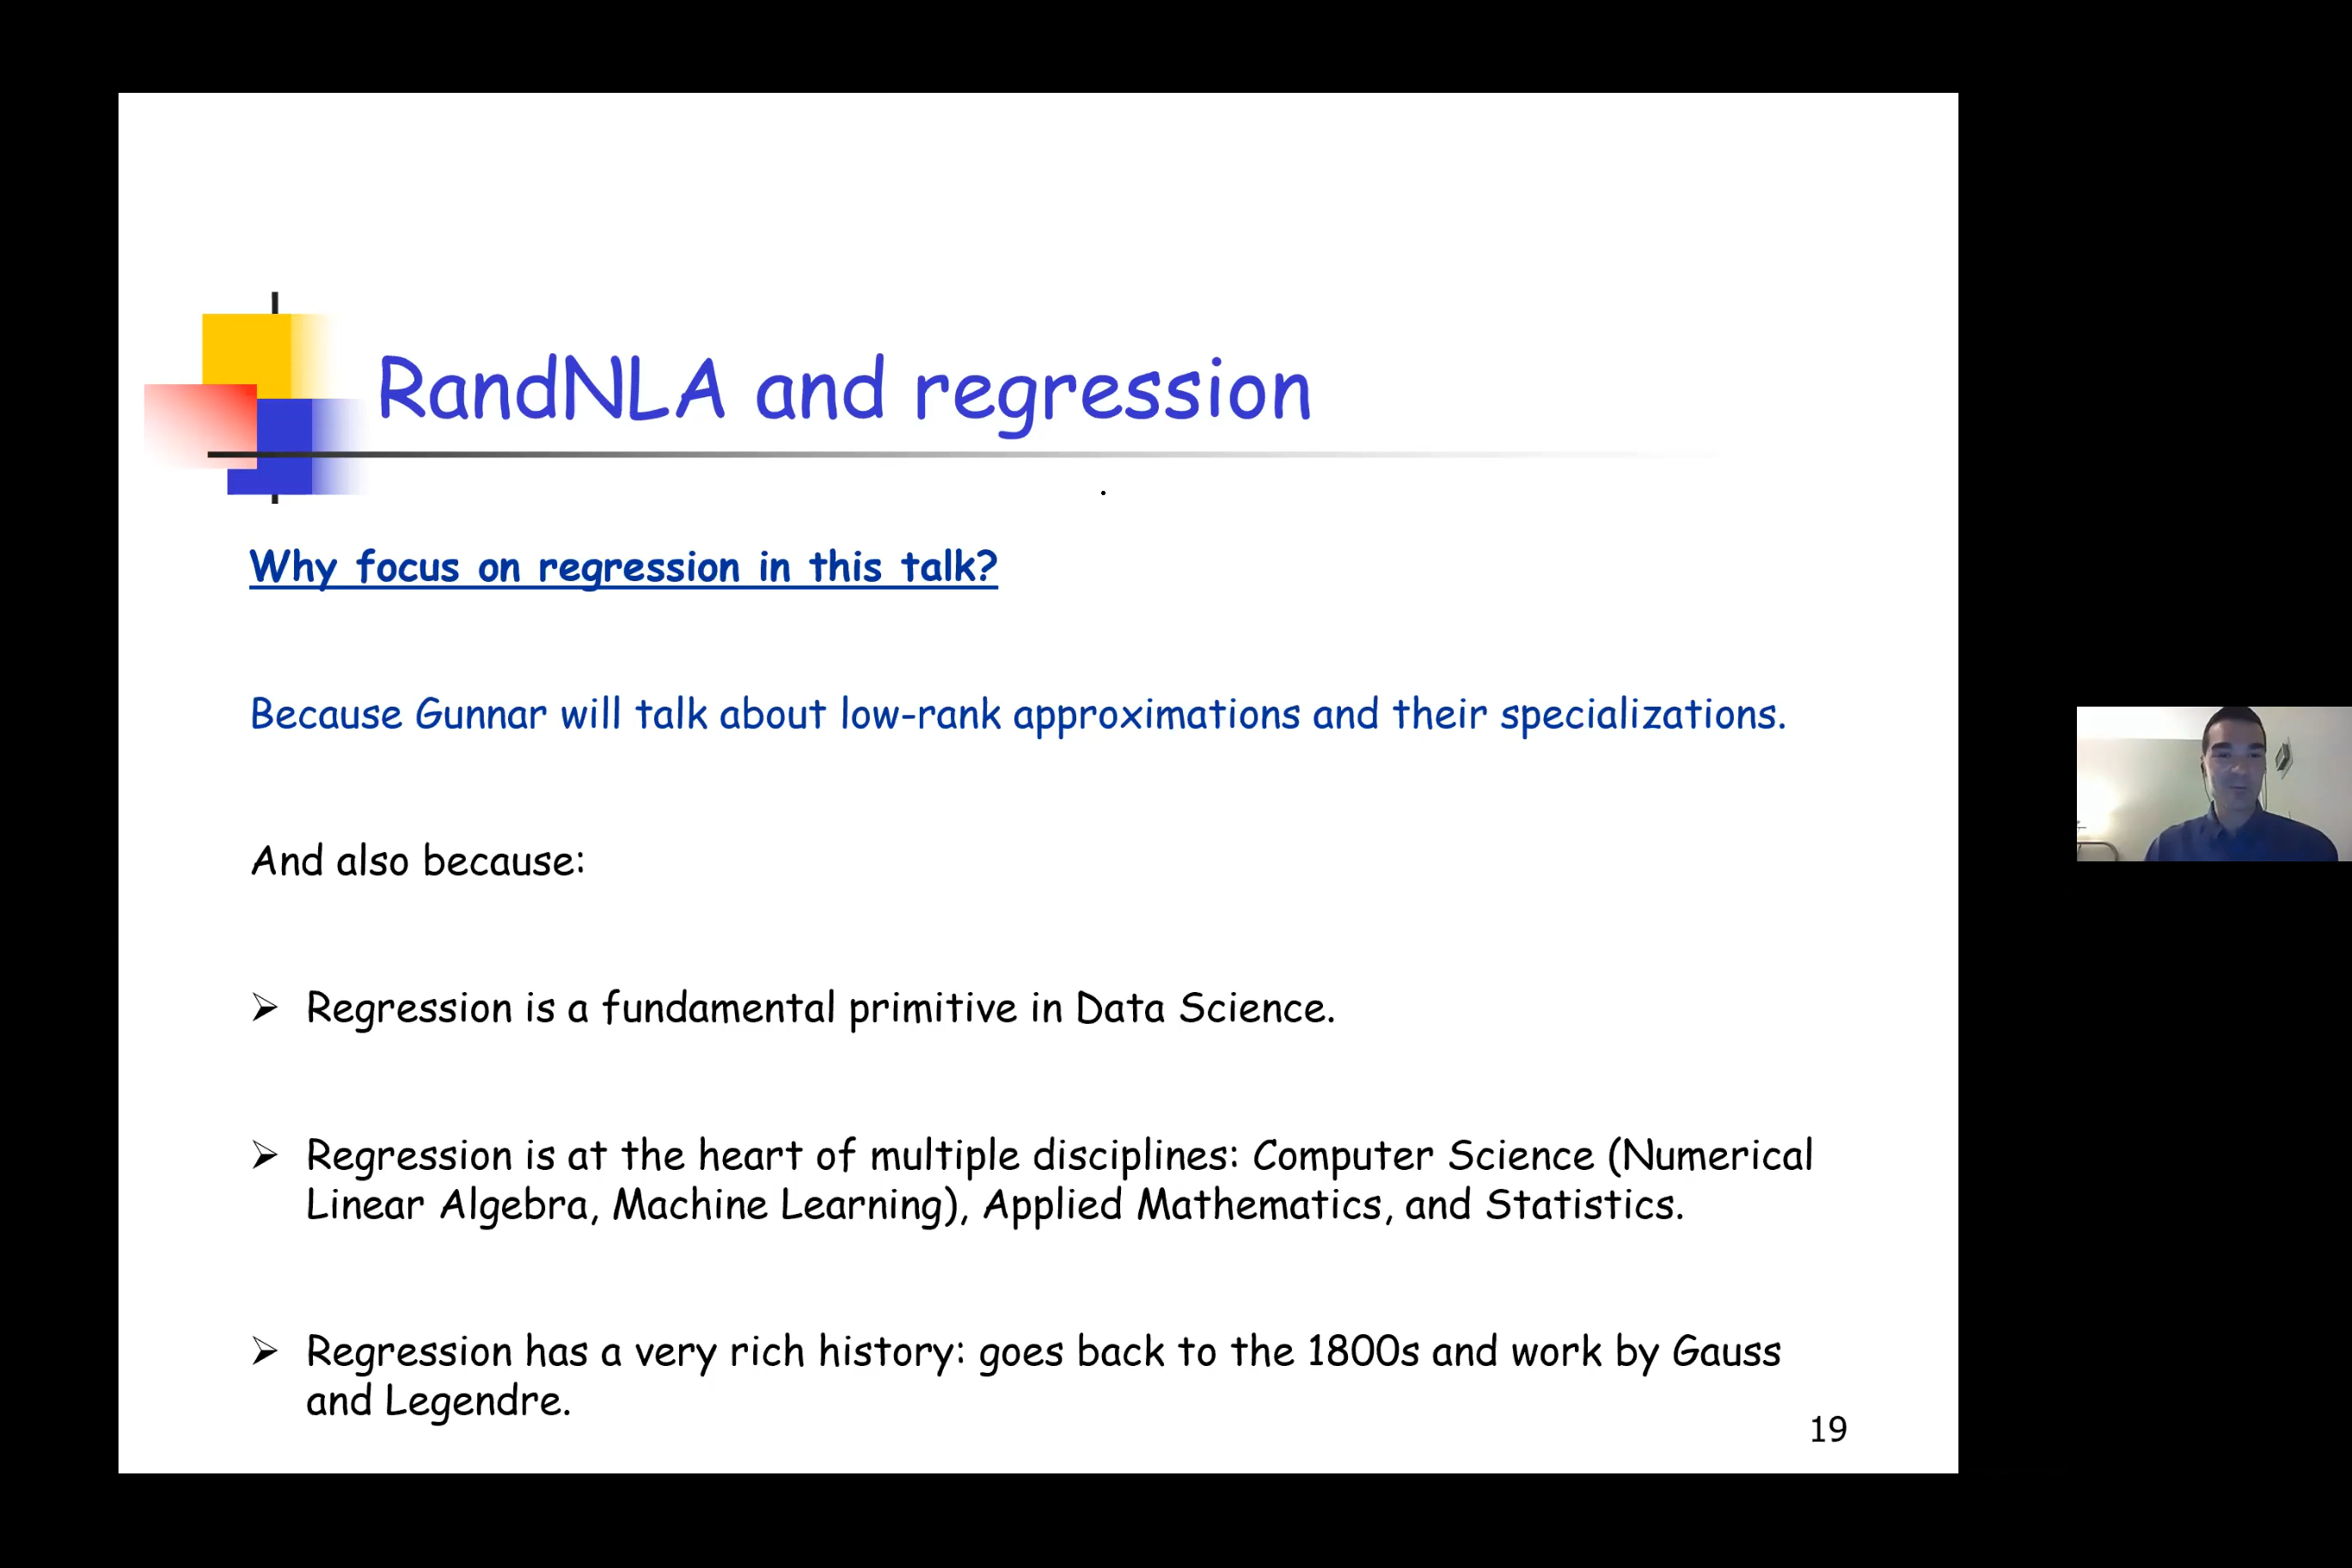 RandNLA and regression
Why focus on regression in this talk?
Because Gunnar will talk about low-rank approximations and their specializations.
And also because:
Regression is a fundamental primitive in Data Science.
Regression is at the heart of multiple disciplines: Computer Science (Numerical
Linear Algebra, Machine Learning), Applied Mathematics, and Statistics.
Regression has a very rich history: goes back to the 1800s and work by Gauss
and Legendre.
19